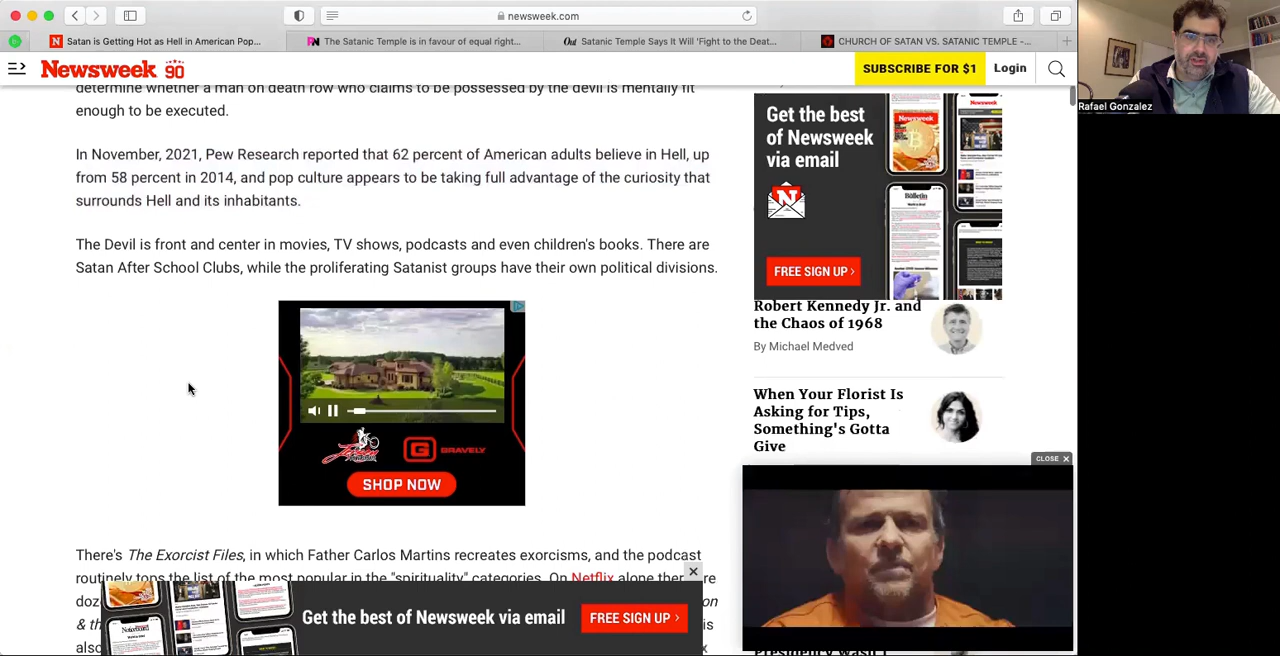 newsweek.com
Satan is Getting Hot as Hell in American Pop...
The Satanic Temple is in favour of equal right...
Satanic Temple Says It Will 'Fight to the Deat...
CHURCH OF SATAN VS. SATANIC TEMPLE -...
Newsweek 90
SUBSCRIBE FOR $1
Login
Rafael Gonzalez
determine whether a man on death row who claims to be possessed by the devil is mentally fit
enough to be executed.
In November, 2021, Pew Research reported that 62 percent of American adults believe in Hell, up
from 58 percent in 2014, and pop culture appears to be taking full advantage of the curiosity that
surrounds Hell and its inhabitants.
The Devil is front and center in movies, TV shows, podcasts and even children's books. There are
Satan After School Clubs, while the proliferating Satanist groups have their own political divisions.
G GRAVELY
SHOP NOW
There's The Exorcist Files, in which Father Carlos Martins recreates exorcisms, and the podcast
routinely tops the list of the most popular in the "spirituality" categories. On Netflix alone there are
doz
on
& th
is
also
x
Get the best of Newsweek via email
FREE SIGN UP ›
Get the best
of Newsweek
via email
N
FREE SIGN UP ›
Newsweek
Bulletin
Robert Kennedy Jr. and
the Chaos of 1968
By Michael Medved
When Your Florist Is
Asking for Tips,
Something's Gotta
Give
CLOSE X
Presidency Wasn't